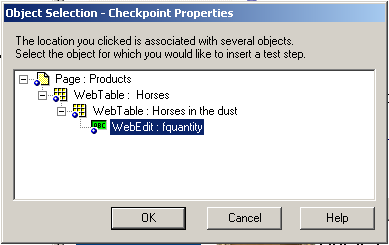 Object Selection - Checkpoint Properties
The location you clicked is associated with several objects.
Select the object for which you would like to insert a test step.
Page : Products
WebTable : Horses
WebTable : Horses in the dust
ABC WebEdit : fquantity
OK Cancel Help